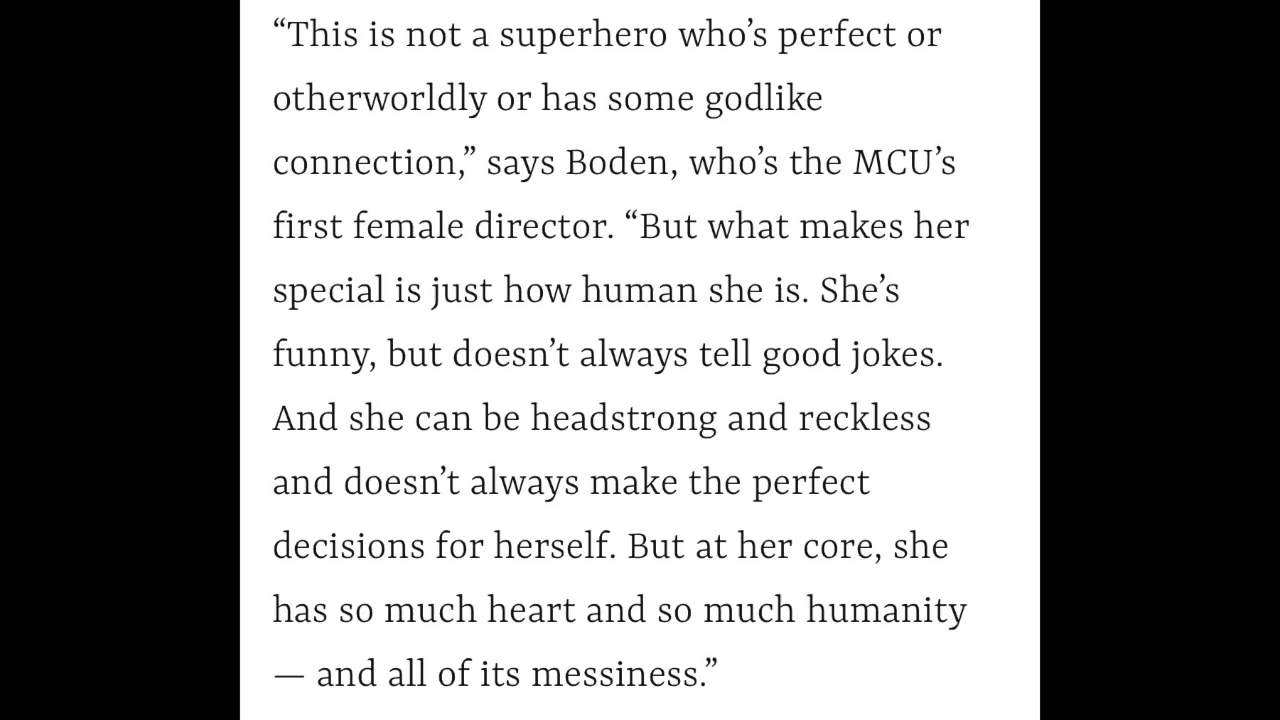 “This is not a superhero who’s perfect or
otherworldly or has some godlike
connection,” says Boden, who’s the MCU’s
first female director. “But what makes her
special is just how human she is. She’s
funny, but doesn’t always tell good jokes.
And she can be headstrong and reckless
and doesn’t always make the perfect
decisions for herself. But at her core, she
has so much heart and so much humanity
— and all of its messiness.”